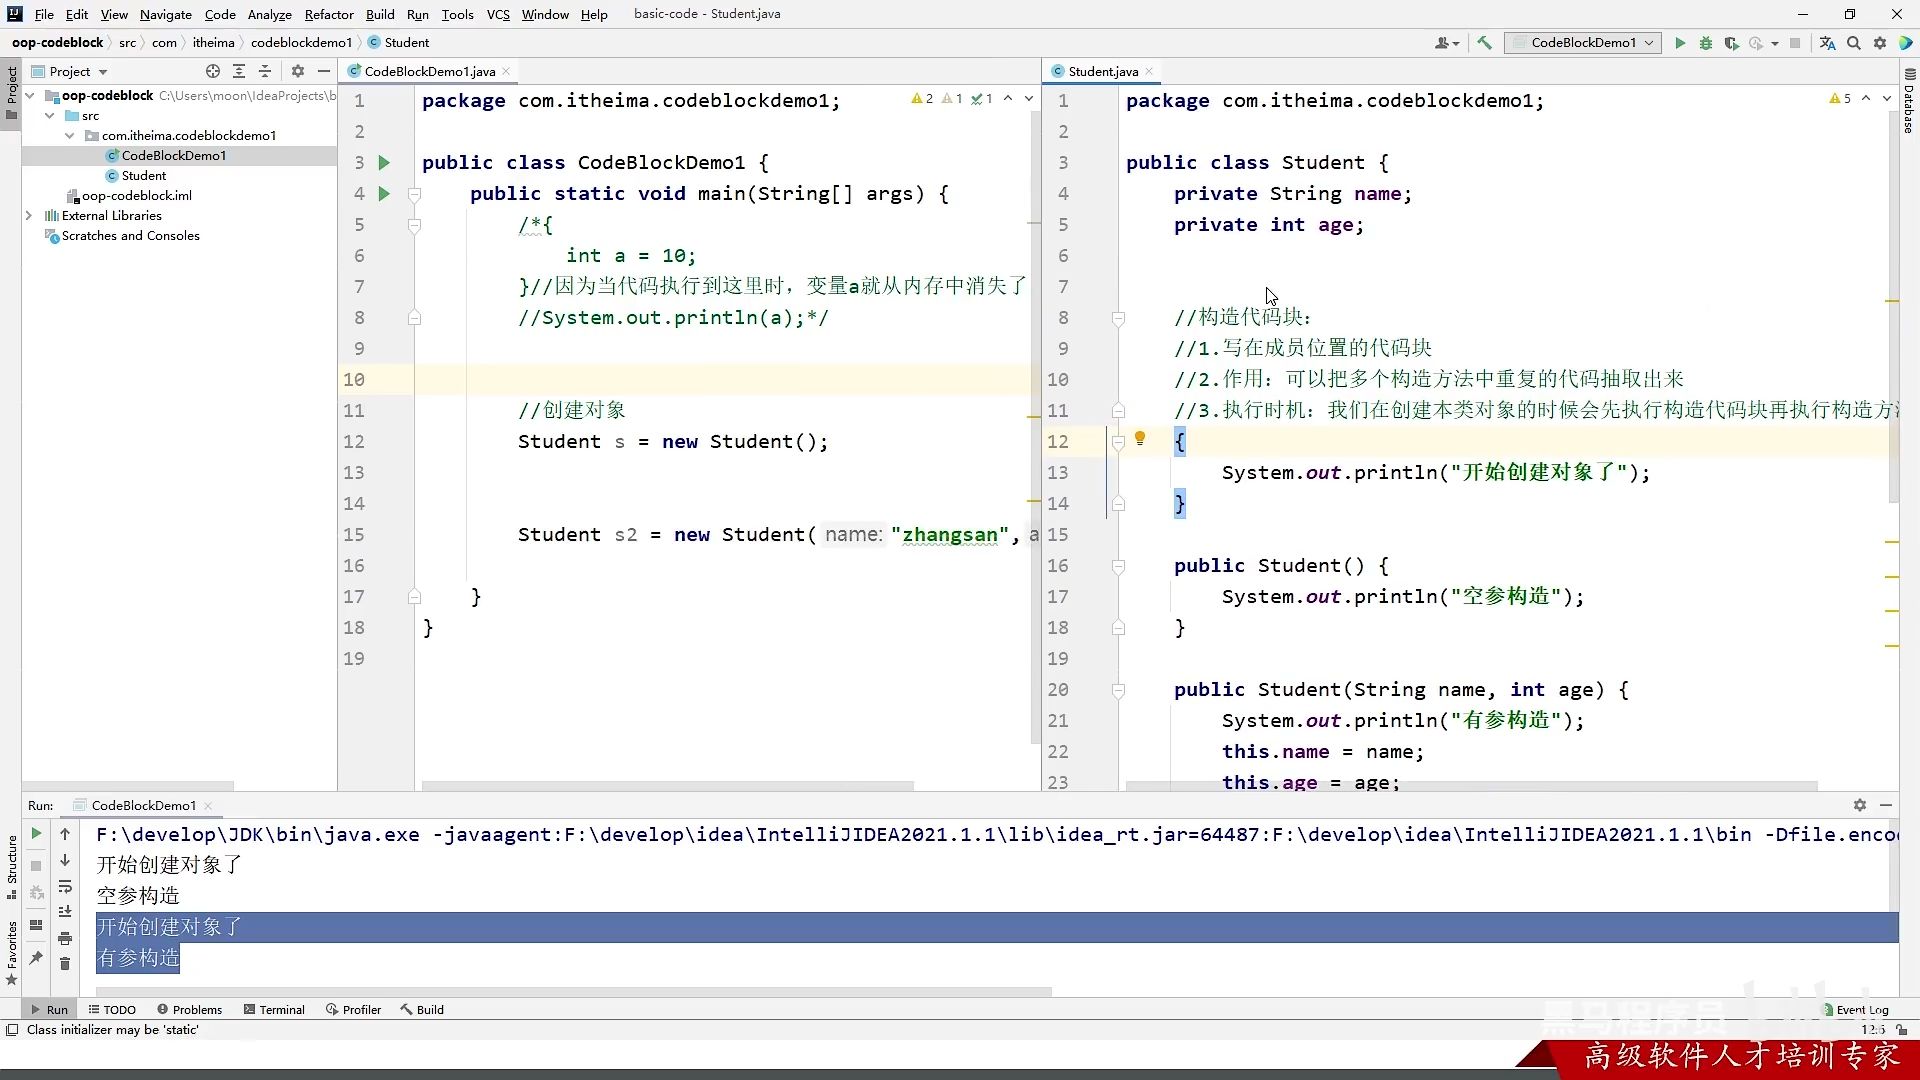 File Edit View Navigate Code Analyze Refactor Build Run Tools VCS Window Help basic-code - Student.java
oop-codeblock src com itheima codeblockdemo1 Student
CodeBlockDemo1
Project
CodeBlockDemo1.java
Student.java
Project
Structure
Favorites
Database
oop-codeblock C:\Users\moon\IdeaProjects\b
src
com.itheima.codeblockdemo1
CodeBlockDemo1
Student
oop-codeblock.iml
External Libraries
Scratches and Consoles
2 1 1
1 package com.itheima.codeblockdemo1;
2
3 public class CodeBlockDemo1 {
4 public static void main(String[] args) {
5 /*{
6 int a = 10;
7 }//因为当代码执行到这里时，变量a就从内存中消失了
8 //System.out.println(a);*/
9
10
11 //创建对象
12 Student s = new Student();
13
14
15 Student s2 = new Student( name: "zhangsan", a
16
17 }
18 }
19
5
1 package com.itheima.codeblockdemo1;
2
3 public class Student {
4 private String name;
5 private int age;
6
7
8 //构造代码块：
9 //1.写在成员位置的代码块
10 //2.作用：可以把多个构造方法中重复的代码抽取出来
11 //3.执行时机：我们在创建本类对象的时候会先执行构造代码块再执行构造方
12 {
13 System.out.println("开始创建对象了");
14 }
15
16 public Student() {
17 System.out.println("空参构造");
18 }
19
20 public Student(String name, int age) {
21 System.out.println("有参构造");
22 this.name = name;
23 this.age = age;
Run: CodeBlockDemo1
F:\develop\JDK\bin\java.exe -javaagent:F:\develop\idea\IntelliJIDEA2021.1.1\lib\idea_rt.jar=64487:F:\develop\idea\IntelliJIDEA2021.1.1\bin -Dfile.enco
开始创建对象了
空参构造
开始创建对象了
有参构造
Run TODO Problems Terminal Profiler Build Event Log
Class initializer may be 'static'
12:6
黑马程序员
高级软件人才培训专家